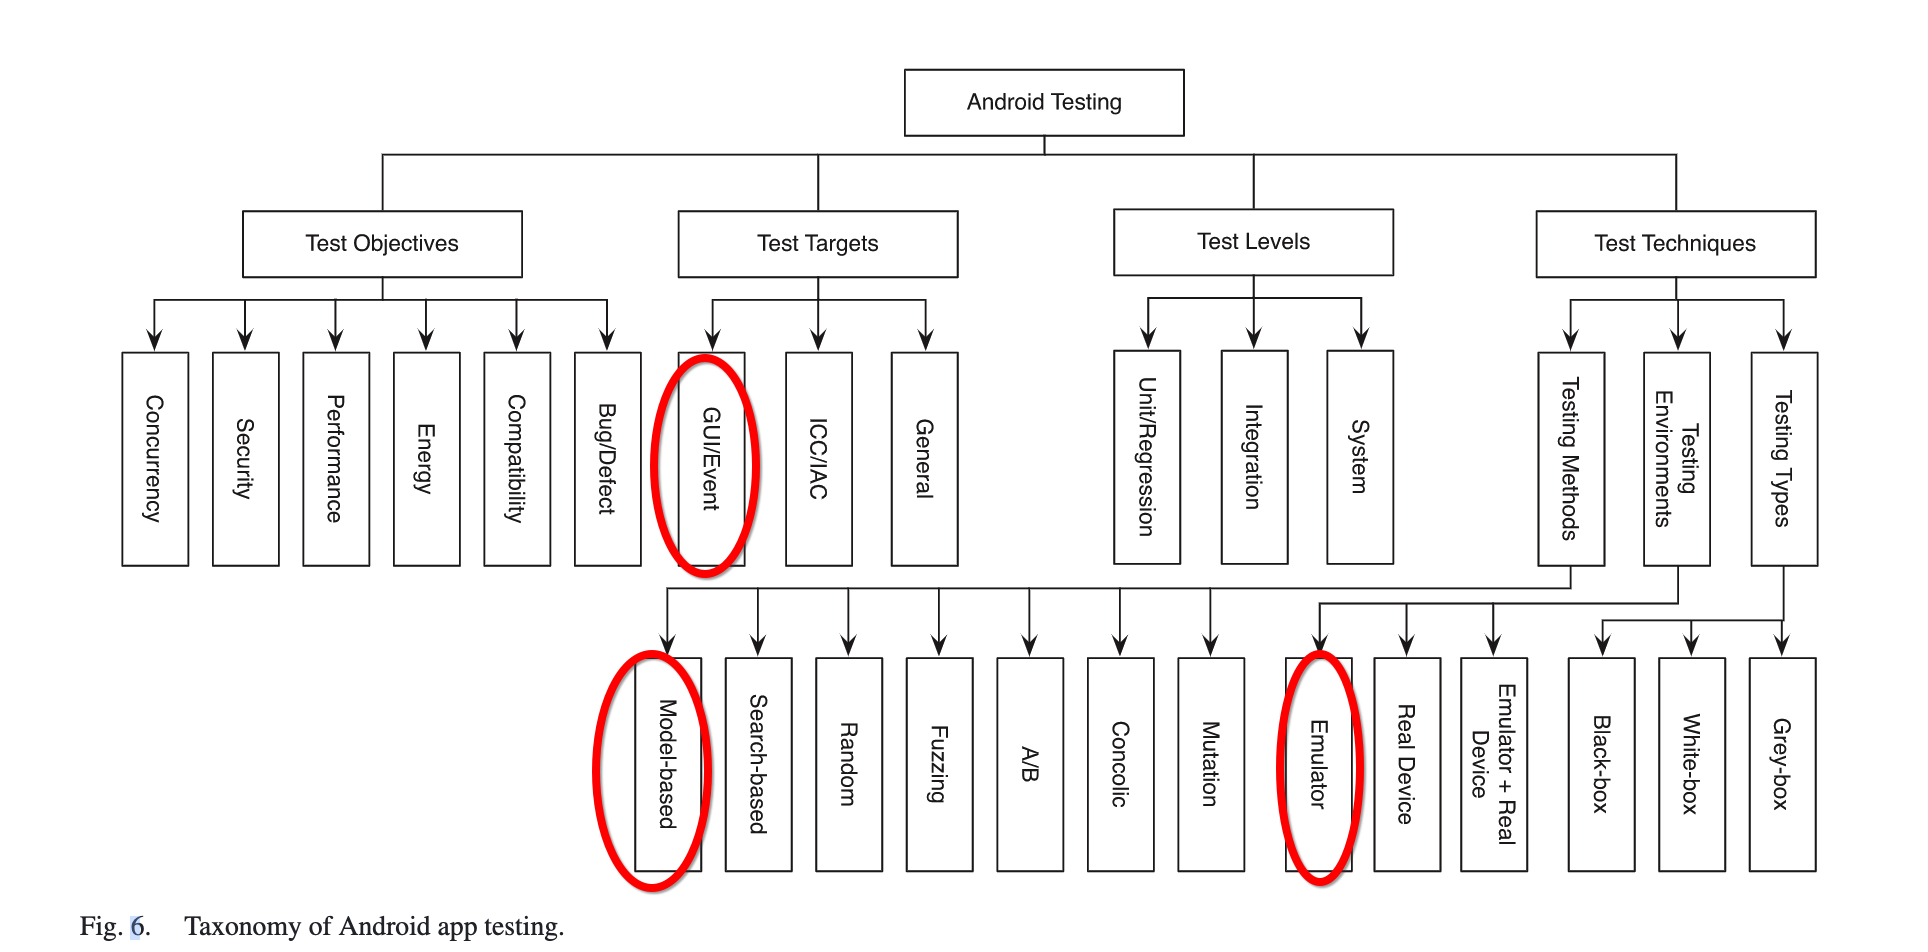 Android Testing
Test Objectives
Test Targets
Test Levels
Test Techniques
Concurrency
Security
Performance
Energy
Compatibility
Bug/Defect
GUI/Event
ICC/IAC
General
Unit/Regression
Integration
System
Testing Methods
Testing
Environments
Testing Types
Model-based
Search-based
Random
Fuzzing
A/B
Concolic
Mutation
Emulator
Real Device
Emulator + Real
Device
Black-box
White-box
Grey-box
Fig. 6. Taxonomy of Android app testing.